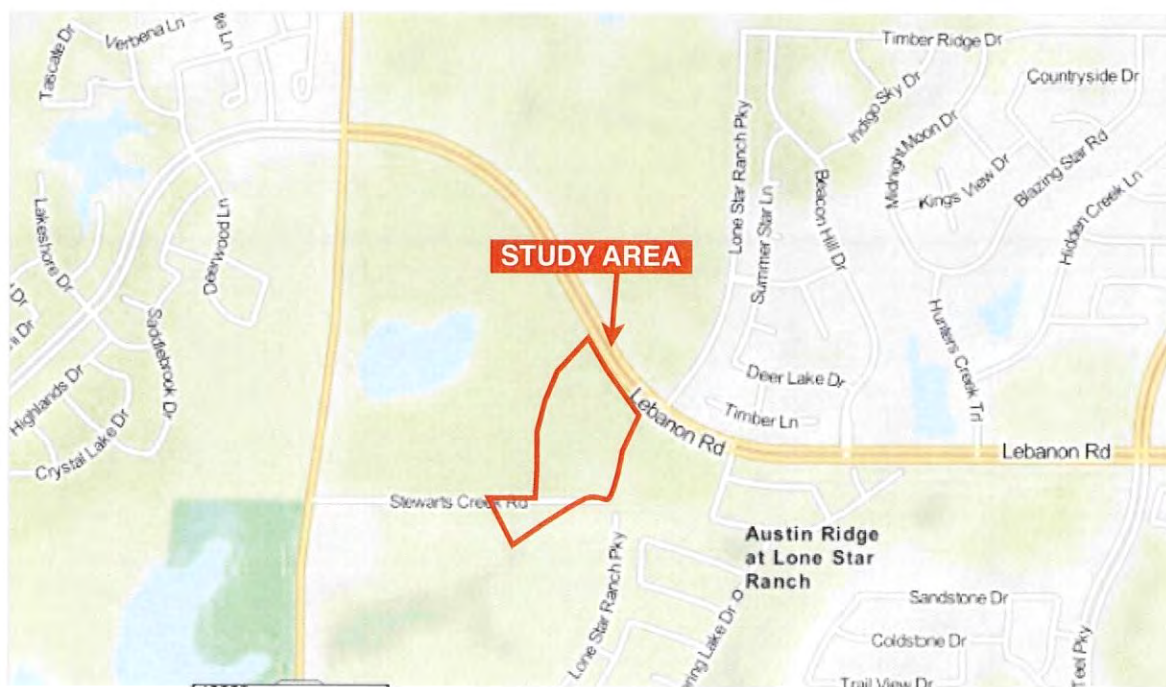 Verbena Ln
Tascate Dr
Timber Ridge Dr
Countryside Dr
Indigo Sky Dr
Midnight Moon Dr
Kings View Dr
Blazing Star Rd
Hidden Creek Ln
Lone Star Ranch Pky
Summer Star Ln
Beacon Hill Dr
Lakeshore Dr
Deerwood Ln
STUDY AREA
Saddlebrook Dr
Highlands Dr
Crystal Lake Dr
Hunters Creek Trl
Deer Lake Dr
Timber Ln
Lebanon Rd
Lebanon Rd
Stewarts Creek Rd
Austin Ridge
at Lone Star
Ranch
Lone Star Ranch Pky
Lake Dr
Sandstone Dr
Coldstone Dr
Trail View Dr
Teel Pky